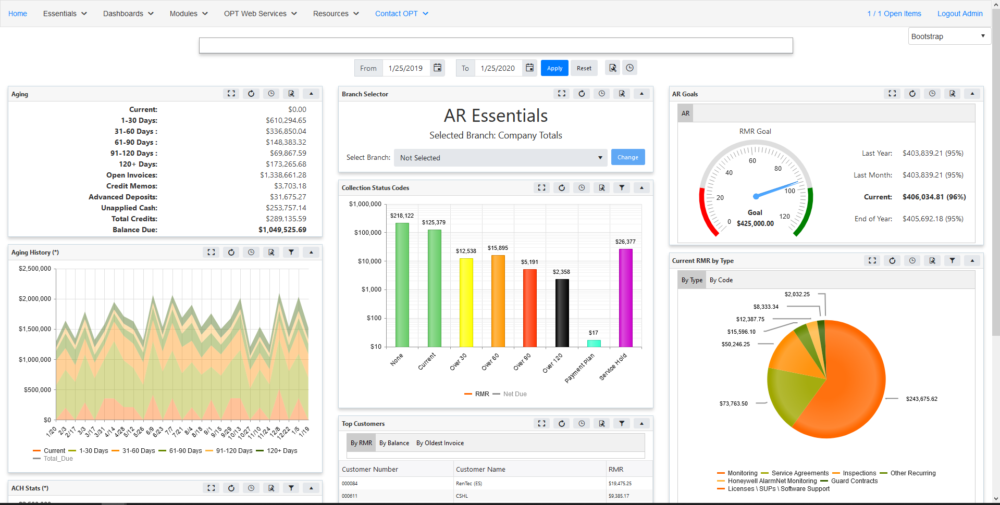 Home Essentials Dashboards Modules OPT Web Services Resources Contact OPT 1 / 1 Open Items Logout Admin
Bootstrap
From 1/25/2019 To 1/25/2020 Apply Reset
Aging
Current: $0.00
1-30 Days: $610,294.65
31-60 Days : $336,850.04
61-90 Days : $148,383.32
91-120 Days : $69,867.59
120+ Days: $173,265.68
Open Invoices: $1,338,661.28
Credit Memos: $3,703.18
Advanced Deposits: $31,675.27
Unapplied Cash: $253,757.14
Total Credits: $289,135.59
Balance Due: $1,049,525.69
Aging History (*)
$2,500,000
$2,000,000
$1,500,000
$1,000,000
$500,000
$0
1/20 2/3 2/17 3/3 3/17 3/31 4/14 4/28 5/12 5/26 6/9 6/23 7/7 7/21 8/4 8/18 9/1 9/15 9/29 10/13 10/27 11/10 11/24 12/8 12/22 1/5 1/19
Current 1-30 Days 31-60 Days 61-90 Days 91-120 Days 120+ Days
Total_Due
ACH Stats (*)
Branch Selector
AR Essentials
Selected Branch: Company Totals
Select Branch: Not Selected Change
Collection Status Codes
$1,000,000
$100,000
$10,000
$1,000
$100
$10
$218,122
$125,379
$12,538
$15,895
$5,191
$2,358
$17
$26,377
None Current Over 30 Over 60 Over 90 Over 120 Payment Plan Service Hold
RMR Net Due
Top Customers
By RMR By Balance By Oldest Invoice
Customer Number Customer Name RMR
000084 RenTec (ES) $19,475.25
000611 CSHL $9,385.17
AR Goals
AR
RMR Goal
0 20 40 60 80 100 120
Goal
$425,000.00
Last Year: $403,839.21 (95%)
Last Month: $403,839.21 (95%)
Current: $406,034.81 (96%)
End of Year: $405,692.18 (95%)
Current RMR by Type
By Type By Code
$2,032.25
$8,333.34
$12,387.75
$15,596.10
$50,246.25
$73,763.50
$243,675.62
Monitoring Service Agreements Inspections Other Recurring
Honeywell AlarmNet Monitoring Guard Contracts
Licenses \ SUPs \ Software Support